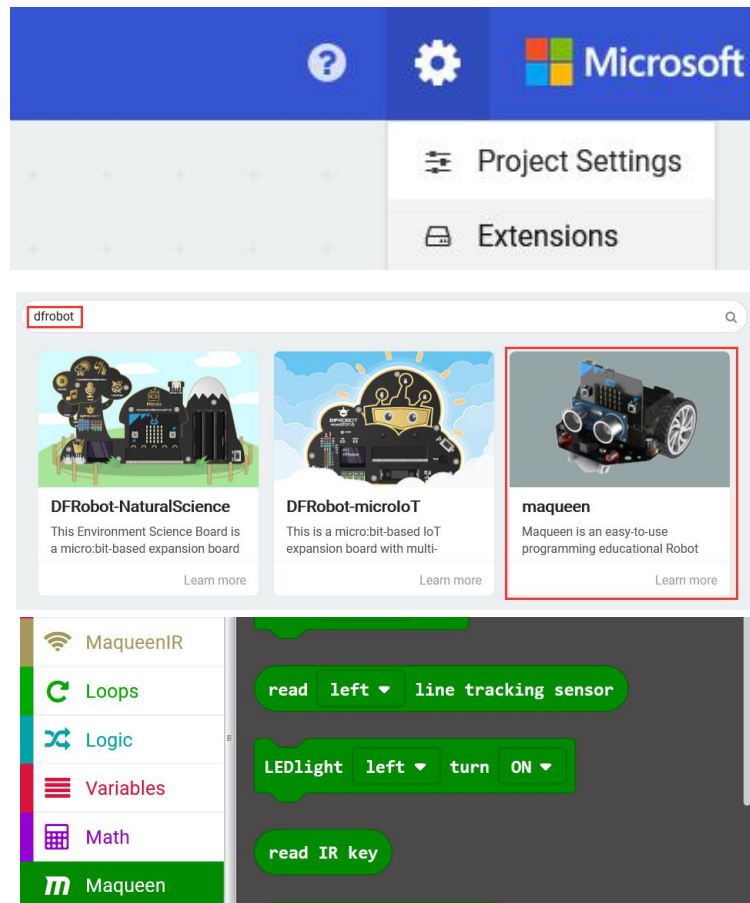 Microsoft
Project Settings
Extensions
dfrobot
DFRobot-NaturalScience
This Environment Science Board is
a micro:bit-based expansion board
Learn more
DFRobot-microIoT
This is a micro:bit-based IoT
expansion board with multi-
Learn more
maqueen
Maqueen is an easy-to-use
programming educational Robot
Learn more
MaqueenIR
Loops
Logic
Variables
Math
Maqueen
read left line tracking sensor
LEDlight left turn ON
read IR key